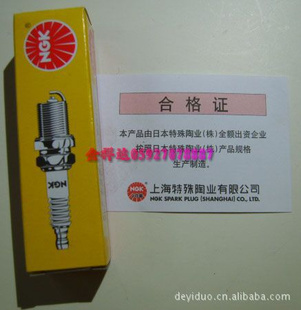 NGK
NGK
合格证
本产品由日本特殊陶业(株)全额出资企业
按照日本特殊陶业(株)产品规格
生产制造。
NGK
上海特殊陶业有限公司
NGK SPARK PLUG (SHANGHAI) CO., LTD.
deyiduo.1688.com